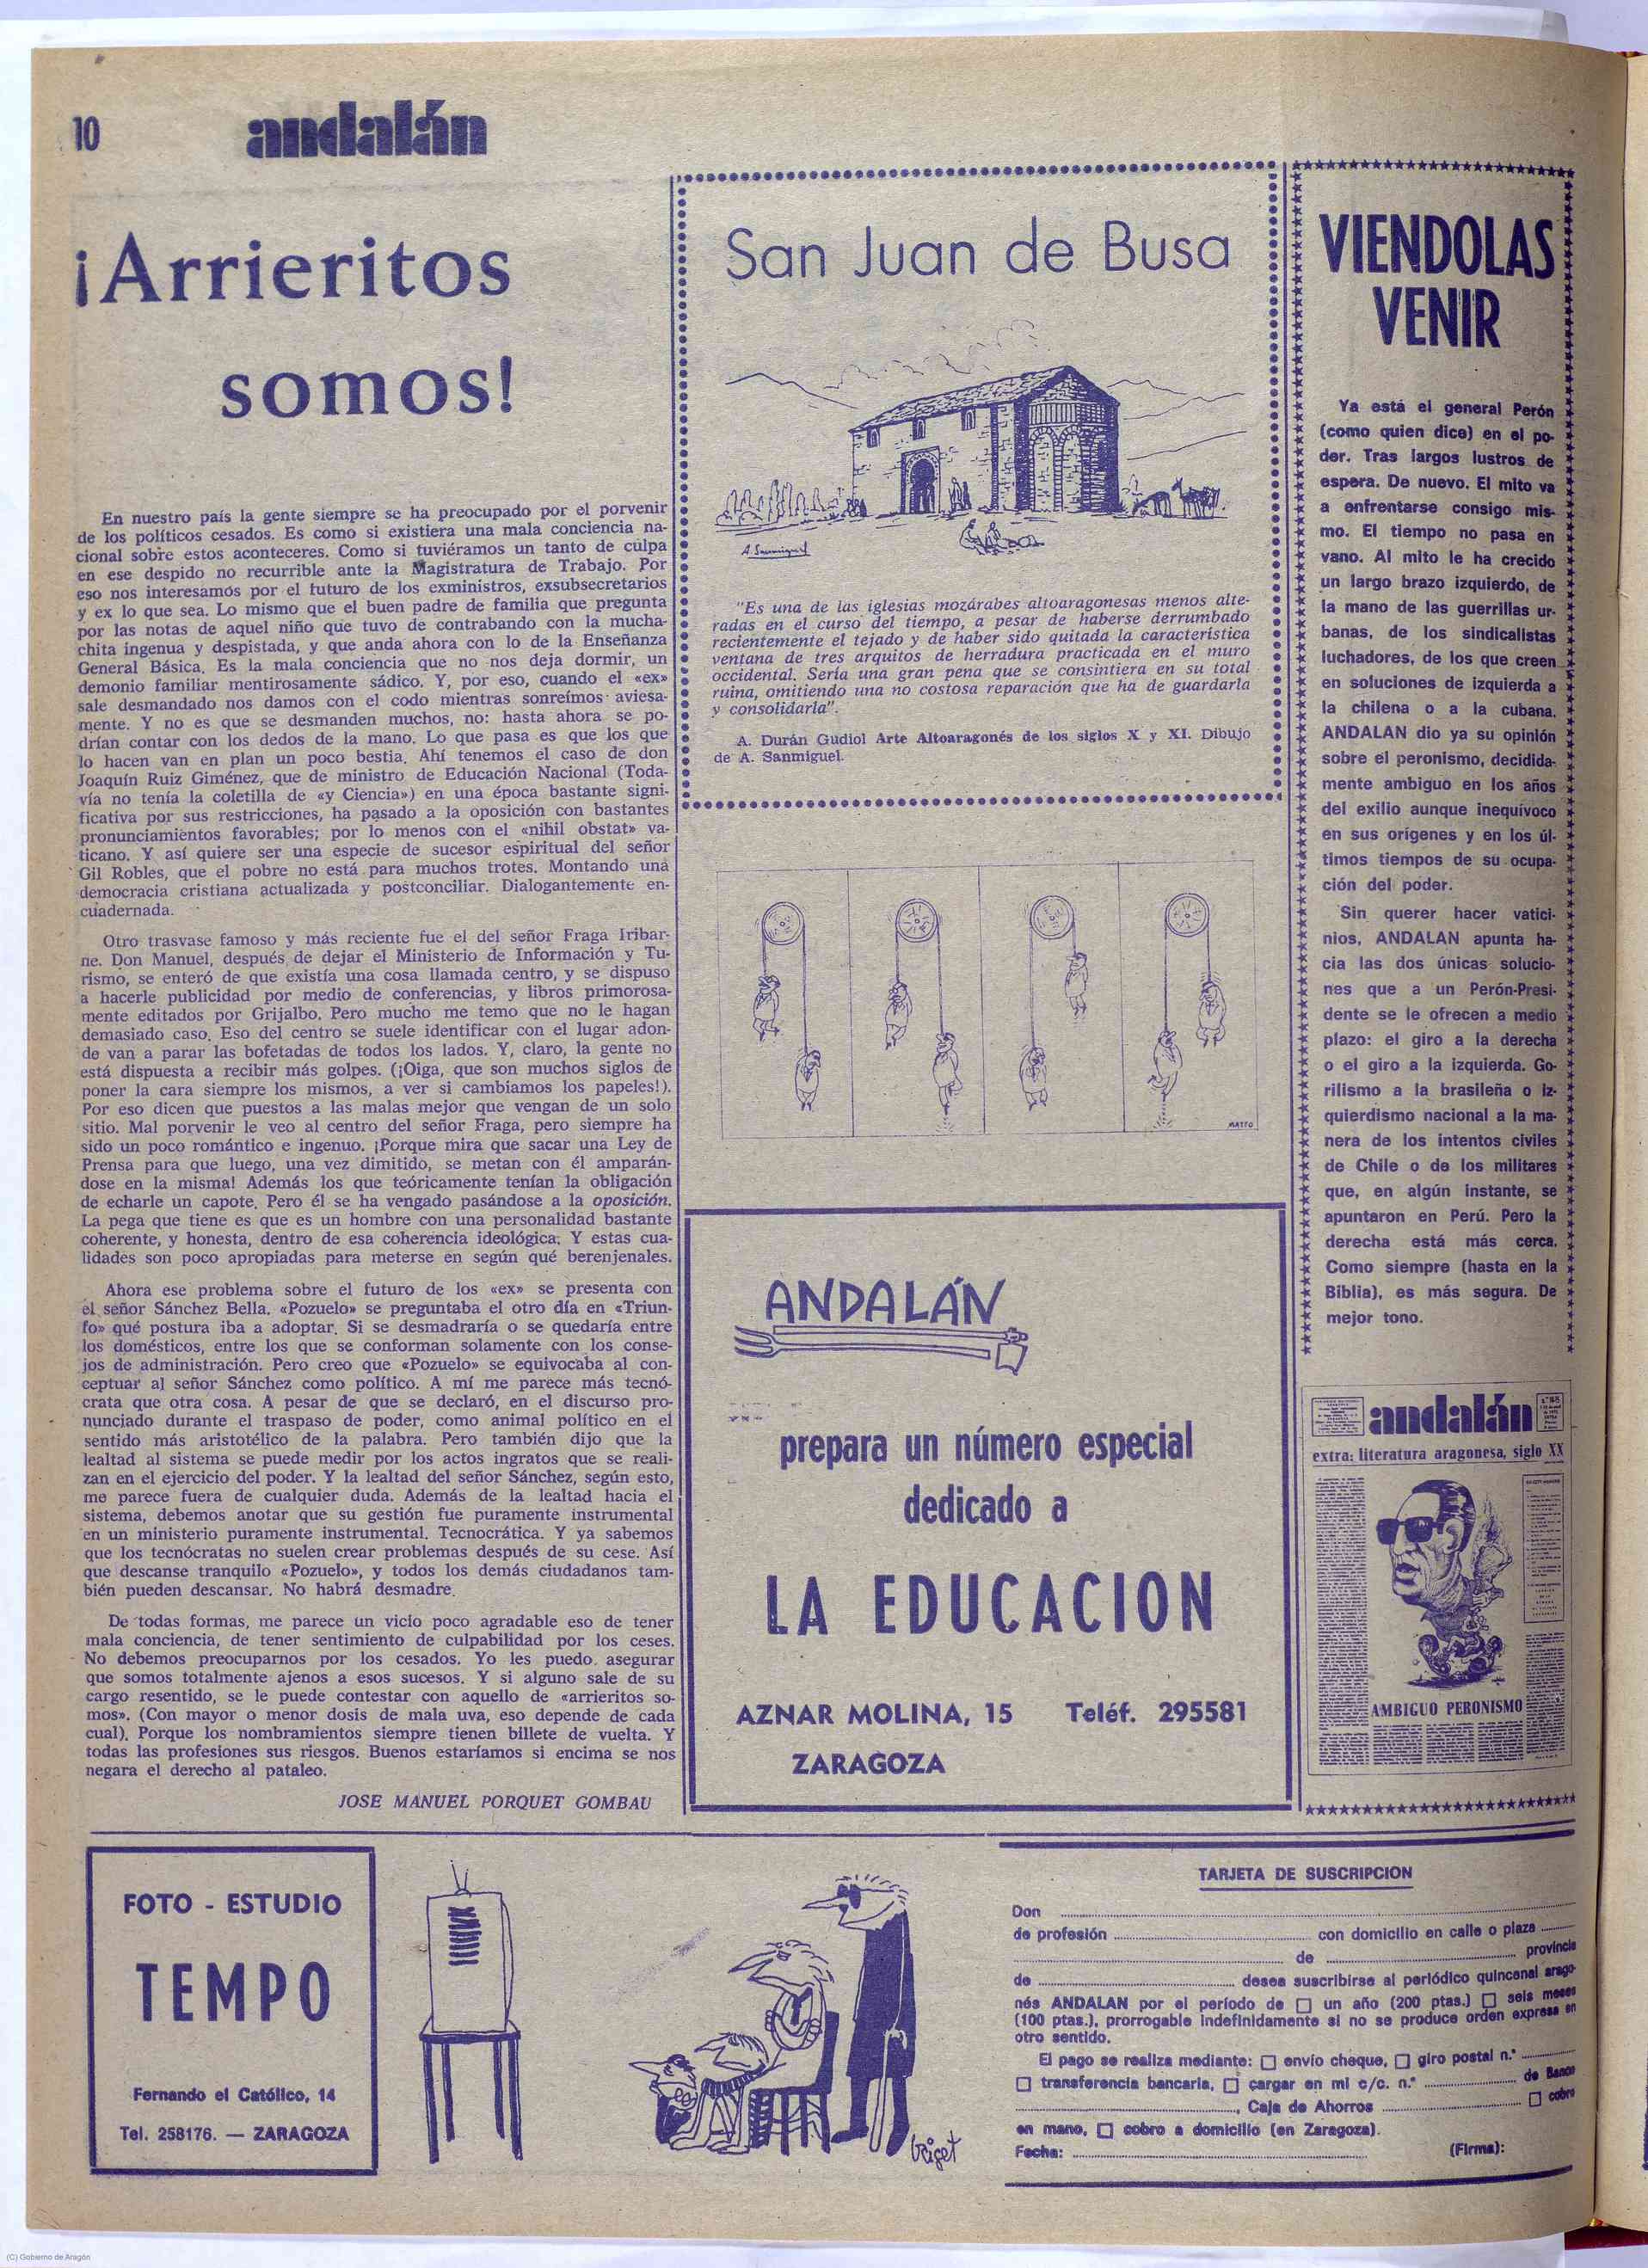 10
andalán
¡Arrieritos
somos!
En nuestro país la gente siempre se ha preocupado por el porvenir
de los políticos cesados. Es como si existiera una mala conciencia na-
cional sobre estos aconteceres. Como si tuviéramos un tanto de culpa
en ese despido no recurrible ante la Magistratura de Trabajo. Por
eso nos interesamos por el futuro de los exministros, exsubsecretarios
y ex lo que sea. Lo mismo que el buen padre de familia que pregunta
por las notas de aquel niño que tuvo de contrabando con la mucha-
chita ingenua y despistada, y que anda ahora con lo de la Enseñanza
General Básica. Es la mala conciencia que no nos deja dormir, un
demonio familiar mentirosamente sádico. Y, por eso, cuando el «ex»
sale desmandado nos damos con el codo mientras sonreímos aviesa-
mente. Y no es que se desmanden muchos, no: hasta ahora se po-
drían contar con los dedos de la mano. Lo que pasa es que los que
lo hacen van en plan un poco bestia. Ahí tenemos el caso de don
Joaquín Ruiz Giménez, que de ministro de Educación Nacional (Toda-
vía no tenía la coletilla de «y Ciencia») en una época bastante signi-
ficativa por sus restricciones, ha pasado a la oposición con bastantes
pronunciamientos favorables; por lo menos con el «nihil obstat» va-
ticano. Y así quiere ser una especie de sucesor espiritual del señor
Gil Robles, que el pobre no está para muchos trotes. Montando una
democracia cristiana actualizada y postconciliar. Dialogantemente en-
cuadernada.
Otro trasvase famoso y más reciente fue el del señor Fraga Iribar-
ne. Don Manuel, después de dejar el Ministerio de Información y Tu-
rismo, se enteró de que existía una cosa llamada centro, y se dispuso
a hacerle publicidad por medio de conferencias, y libros primorosa-
mente editados por Grijalbo. Pero mucho me temo que no le hagan
demasiado caso. Eso del centro se suele identificar con el lugar adon-
de van a parar las bofetadas de todos los lados. Y, claro, la gente no
está dispuesta a recibir más golpes. (¡Oiga, que son muchos siglos de
poner la cara siempre los mismos, a ver si cambiamos los papeles!).
Por eso dicen que puestos a las malas mejor que vengan de un solo
sitio. Mal porvenir le veo al centro del señor Fraga, pero siempre ha
sido un poco romántico e ingenuo. ¡Porque mira que sacar una Ley de
Prensa para que luego, una vez dimitido, se metan con él amparán-
dose en la misma! Además los que teóricamente tenían la obligación
de echarle un capote. Pero él se ha vengado pasándose a la oposición.
La pega que tiene es que es un hombre con una personalidad bastante
coherente, y honesta, dentro de esa coherencia ideológica. Y estas cua-
lidades son poco apropiadas para meterse en según qué berenjenales.
Ahora ese problema sobre el futuro de los «ex» se presenta con
el señor Sánchez Bella. «Pozuelo» se preguntaba el otro día en «Triun-
fo» qué postura iba a adoptar. Si se desmadraría o se quedaría entre
los domésticos, entre los que se conforman solamente con los conse-
jos de administración. Pero creo que «Pozuelo» se equivocaba al con-
ceptuar al señor Sánchez como político. A mí me parece más tecnó-
crata que otra cosa. A pesar de que se declaró, en el discurso pro-
nunciado durante el traspaso de poder, como animal político en el
sentido más aristotélico de la palabra. Pero también dijo que la
lealtad al sistema se puede medir por los actos ingratos que se reali-
zan en el ejercicio del poder. Y la lealtad del señor Sánchez, según esto,
me parece fuera de cualquier duda. Además de la lealtad hacia el
sistema, debemos anotar que su gestión fue puramente instrumental
en un ministerio puramente instrumental. Tecnocrática. Y ya sabemos
que los tecnócratas no suelen crear problemas después de su cese. Así
que descanse tranquilo «Pozuelo», y todos los demás ciudadanos tam-
bién pueden descansar. No habrá desmadre.
De todas formas, me parece un vicio poco agradable eso de tener
mala conciencia, de tener sentimiento de culpabilidad por los ceses.
No debemos preocuparnos por los cesados. Yo les puedo asegurar
que somos totalmente ajenos a esos sucesos. Y si alguno sale de su
cargo resentido, se le puede contestar con aquello de «arrieritos so-
mos». (Con mayor o menor dosis de mala uva, eso depende de cada
cual). Porque los nombramientos siempre tienen billete de vuelta. Y
todas las profesiones sus riesgos. Buenos estaríamos si encima se nos
negara el derecho al pataleo.
JOSE MANUEL PORQUET GOMBAU
San Juan de Busa
A. Sanmiguel
"Es una de las iglesias mozárabes altoaragonesas menos alte-
radas en el curso del tiempo, a pesar de haberse derrumbado
recientemente el tejado y de haber sido quitada la característica
ventana de tres arquitos de herradura practicada en el muro
occidental. Sería una gran pena que se consintiera en su total
ruina, omitiendo una no costosa reparación que ha de guardarla
y consolidarla".
A. Durán Gudiol Arte Altoaragonés de los siglos X y XI. Dibujo
de A. Sanmiguel.
MATEO
ANDALÁN
prepara un número especial
dedicado a
LA EDUCACION
AZNAR MOLINA, 15 Teléf. 295581
ZARAGOZA
VIENDOLAS
VENIR
Ya está el general Perón
(como quien dice) en el po-
der. Tras largos lustros de
espera. De nuevo. El mito va
a enfrentarse consigo mis-
mo. El tiempo no pasa en
vano. Al mito le ha crecido
un largo brazo izquierdo, de
la mano de las guerrillas ur-
banas, de los sindicalistas
luchadores, de los que creen
en soluciones de izquierda a
la chilena o a la cubana.
ANDALAN dio ya su opinión
sobre el peronismo, decidida-
mente ambiguo en los años
del exilio aunque inequívoco
en sus orígenes y en los úl-
timos tiempos de su ocupa-
ción del poder.
Sin querer hacer vatici-
nios, ANDALAN apunta ha-
cia las dos únicas solucio-
nes que a un Perón-Presi-
dente se le ofrecen a medio
plazo: el giro a la derecha
o el giro a la izquierda. Go-
rilismo a la brasileña o iz-
quierdismo nacional a la ma-
nera de los intentos civiles
de Chile o de los militares
que, en algún instante, se
apuntaron en Perú. Pero la
derecha está más cerca.
Como siempre (hasta en la
Biblia), es más segura. De
mejor tono.
andalán
extra: literatura aragonesa, siglo XX
AMBIGUO PERONISMO
FOTO - ESTUDIO
TEMPO
Fernando el Católico, 14
Tel. 258176. — ZARAGOZA
TARJETA DE SUSCRIPCION
Don
de profesión con domicilio en calle o plaza
de provincia
de desea suscribirse al periódico quincenal arago-
nés ANDALAN por el período de □ un año (200 ptas.) □ seis meses
(100 ptas.), prorrogable indefinidamente si no se produce orden expresa en
otro sentido.
El pago se realiza mediante: □ envío cheque, □ giro postal n.º
□ transferencia bancaria, □ cargar en mi c/c. n.º de Banco
, Caja de Ahorros □ cobro
en mano, □ cobro a domicilio (en Zaragoza).
Fecha: (Firma):
(C) Gobierno de Aragón